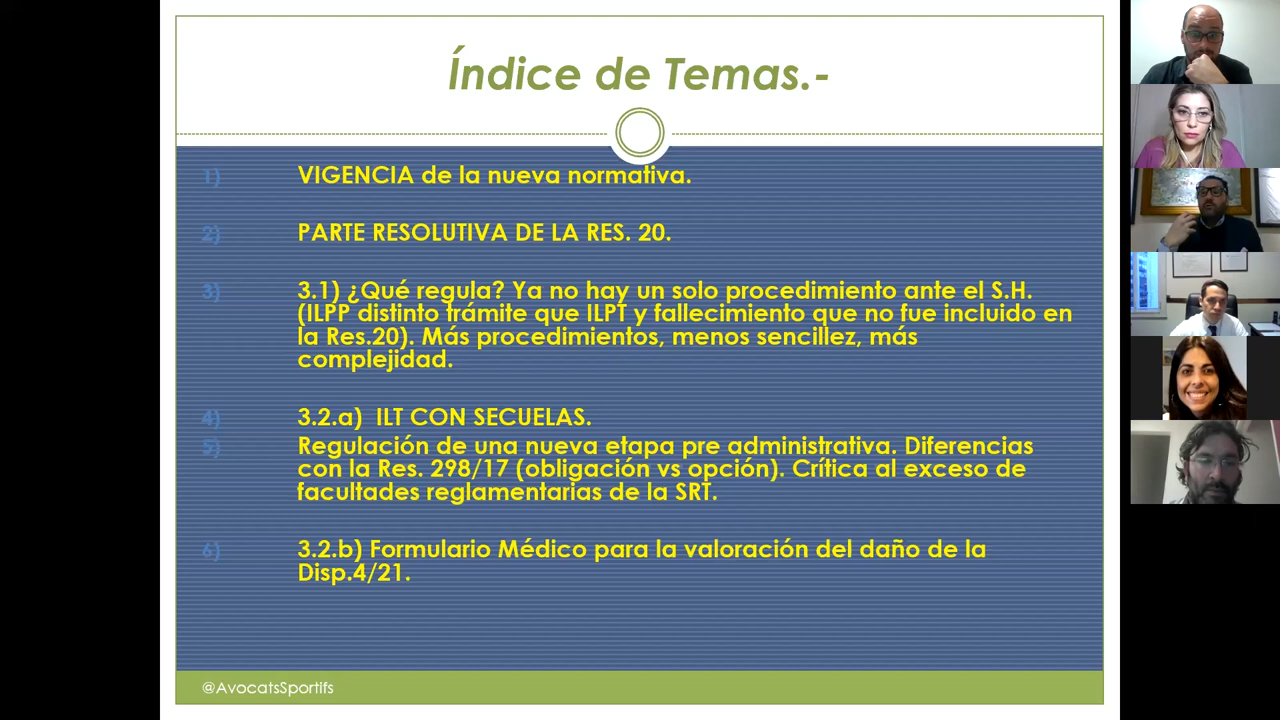 Índice de Temas.-
1) VIGENCIA de la nueva normativa.
2) PARTE RESOLUTIVA DE LA RES. 20.
3) 3.1) ¿Qué regula? Ya no hay un solo procedimiento ante el S.H.
(ILPP distinto trámite que ILPT y fallecimiento que no fue incluido en
la Res.20). Más procedimientos, menos sencillez, más
complejidad.
4) 3.2.a) ILT CON SECUELAS.
5) Regulación de una nueva etapa pre administrativa. Diferencias
con la Res. 298/17 (obligación vs opción). Crítica al exceso de
facultades reglamentarias de la SRT.
6) 3.2.b) Formulario Médico para la valoración del daño de la
Disp.4/21.
@AvocatsSportifs